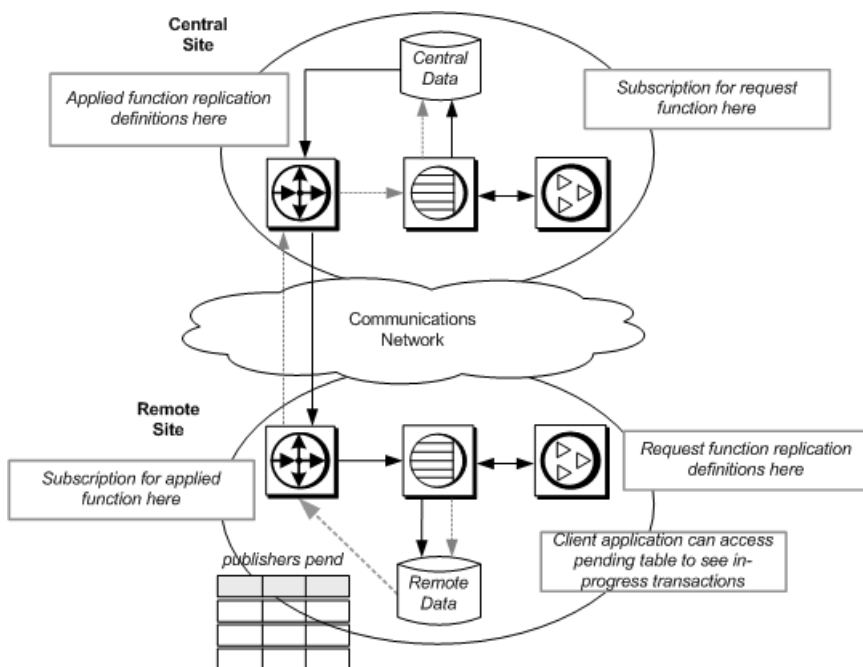 Central
Site
Central
Data
Applied function replication
definitions here
Subscription for request
function here
Communications
Network
Remote
Site
Subscription for applied
function here
Request function replication
definitions here
Client application can access
pending table to see in-
progress transactions
publishers pend
Remote
Data